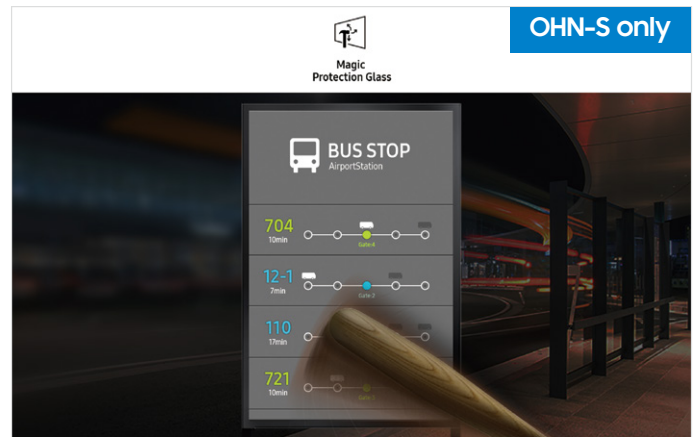 OHN-S only
Magic
Protection Glass
BUS STOP
AirportStation
704
10min
Gate 4
12-1
7min
Gate 2
110
17min
721
10min